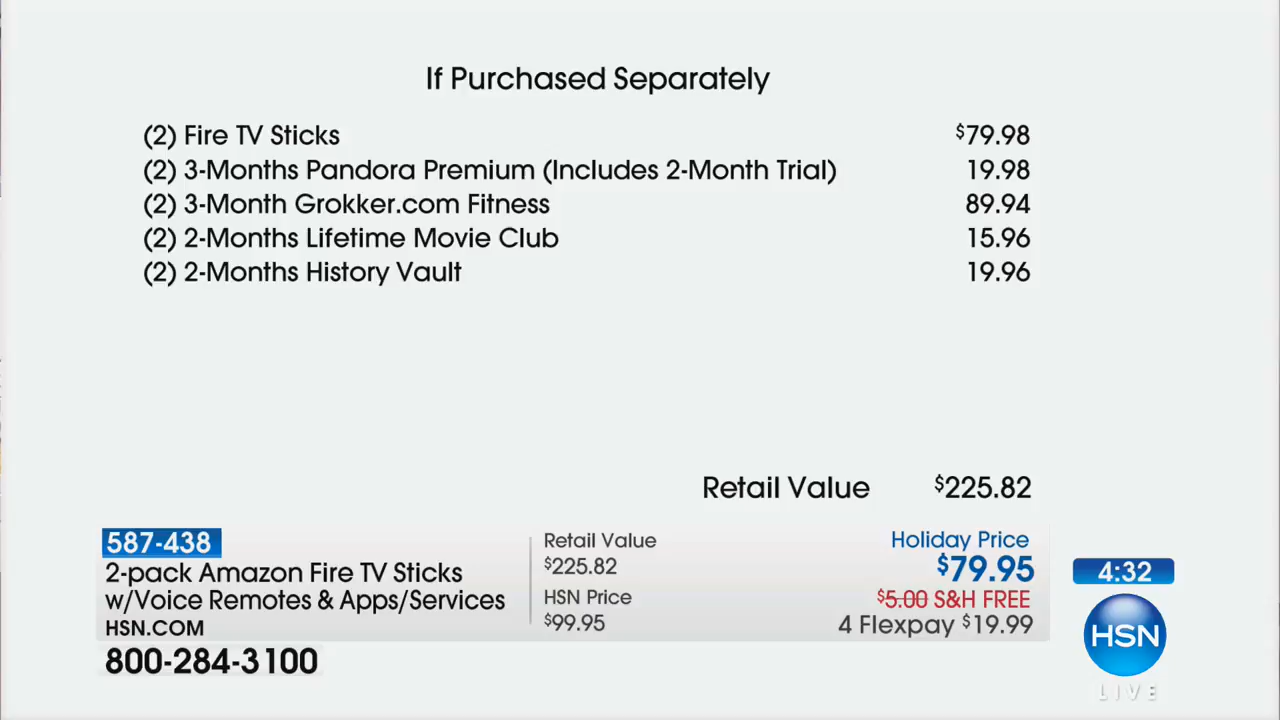 If Purchased Separately
(2) Fire TV Sticks $79.98
(2) 3-Months Pandora Premium (Includes 2-Month Trial) 19.98
(2) 3-Month Grokker.com Fitness 89.94
(2) 2-Months Lifetime Movie Club 15.96
(2) 2-Months History Vault 19.96
Retail Value $225.82
587-438
2-pack Amazon Fire TV Sticks
w/Voice Remotes & Apps/Services
HSN.COM
800-284-3100
Retail Value
$225.82
HSN Price
$99.95
Holiday Price
$79.95
$5.00 S&H FREE
4 Flexpay $19.99
4:32
HSN
LIVE